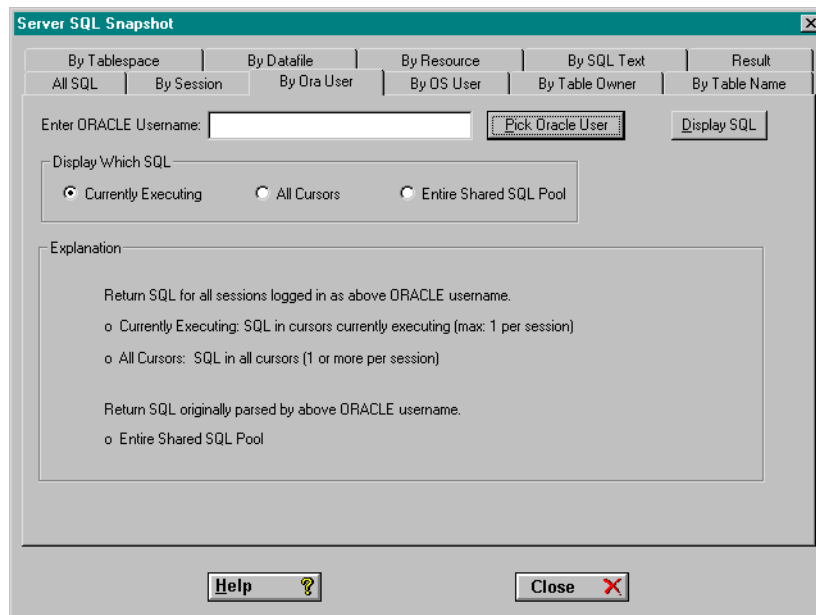 Server SQL Snapshot
By Tablespace By Datafile By Resource By SQL Text Result
All SQL By Session By Ora User By OS User By Table Owner By Table Name
Enter ORACLE Username: Pick Oracle User Display SQL
Display Which SQL
Currently Executing All Cursors Entire Shared SQL Pool
Explanation
Return SQL for all sessions logged in as above ORACLE username.
o Currently Executing: SQL in cursors currently executing (max: 1 per session)
o All Cursors: SQL in all cursors (1 or more per session)
Return SQL originally parsed by above ORACLE username.
o Entire Shared SQL Pool
Help ? Close